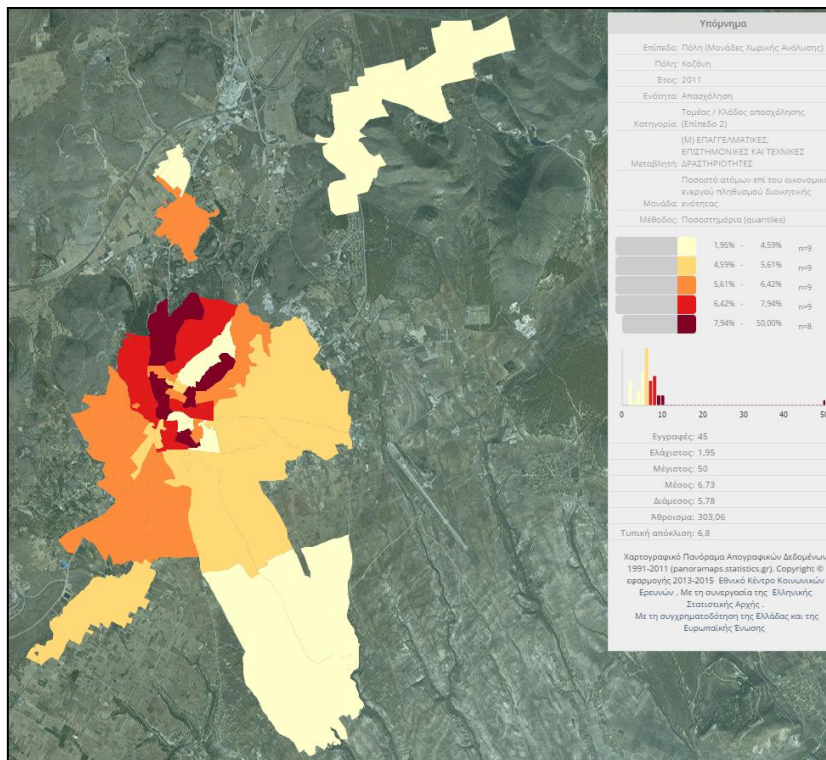 Υπόμνημα
Επίπεδο: Πόλη (Μονάδες Χωρικής Ανάλυσης)
Πόλη: Κοζάνη
Έτος: 2011
Ενότητα: Απασχόληση
Τομέας / Κλάδος απασχόλησης
Κατηγορία: (Επίπεδο 2)
(Μ) ΕΠΑΓΓΕΛΜΑΤΙΚΕΣ,
ΕΠΙΣΤΗΜΟΝΙΚΕΣ ΚΑΙ ΤΕΧΝΙΚΕΣ
Μεταβλητή: ΔΡΑΣΤΗΡΙΟΤΗΤΕΣ
Ποσοστό ατόμων επί του οικονομικά
ενεργού πληθυσμού διοικητικής
Μονάδα: ενότητας
Μέθοδος: Ποσοστημόρια (quantiles)
1,95% - 4,59% n=9
4,59% - 5,61% n=9
5,61% - 6,42% n=9
6,42% - 7,94% n=9
7,94% - 50,00% n=8
0 10 20 30 40 50
Εγγραφές: 45
Ελάχιστος: 1,95
Μέγιστος: 50
Μέσος: 6,73
Διάμεσος: 5,78
Άθροισμα: 303,06
Τυπική απόκλιση: 6,8
Χαρτογραφικό Πανόραμα Απογραφικών Δεδομένων
1991-2011 (panoramaps.statistics.gr). Copyright ©
εφαρμογής 2013-2015 Εθνικό Κέντρο Κοινωνικών
Ερευνών . Με τη συνεργασία της Ελληνικής
Στατιστικής Αρχής .
Με τη συγχρηματοδότηση της Ελλάδας και της
Ευρωπαϊκής Ένωσης